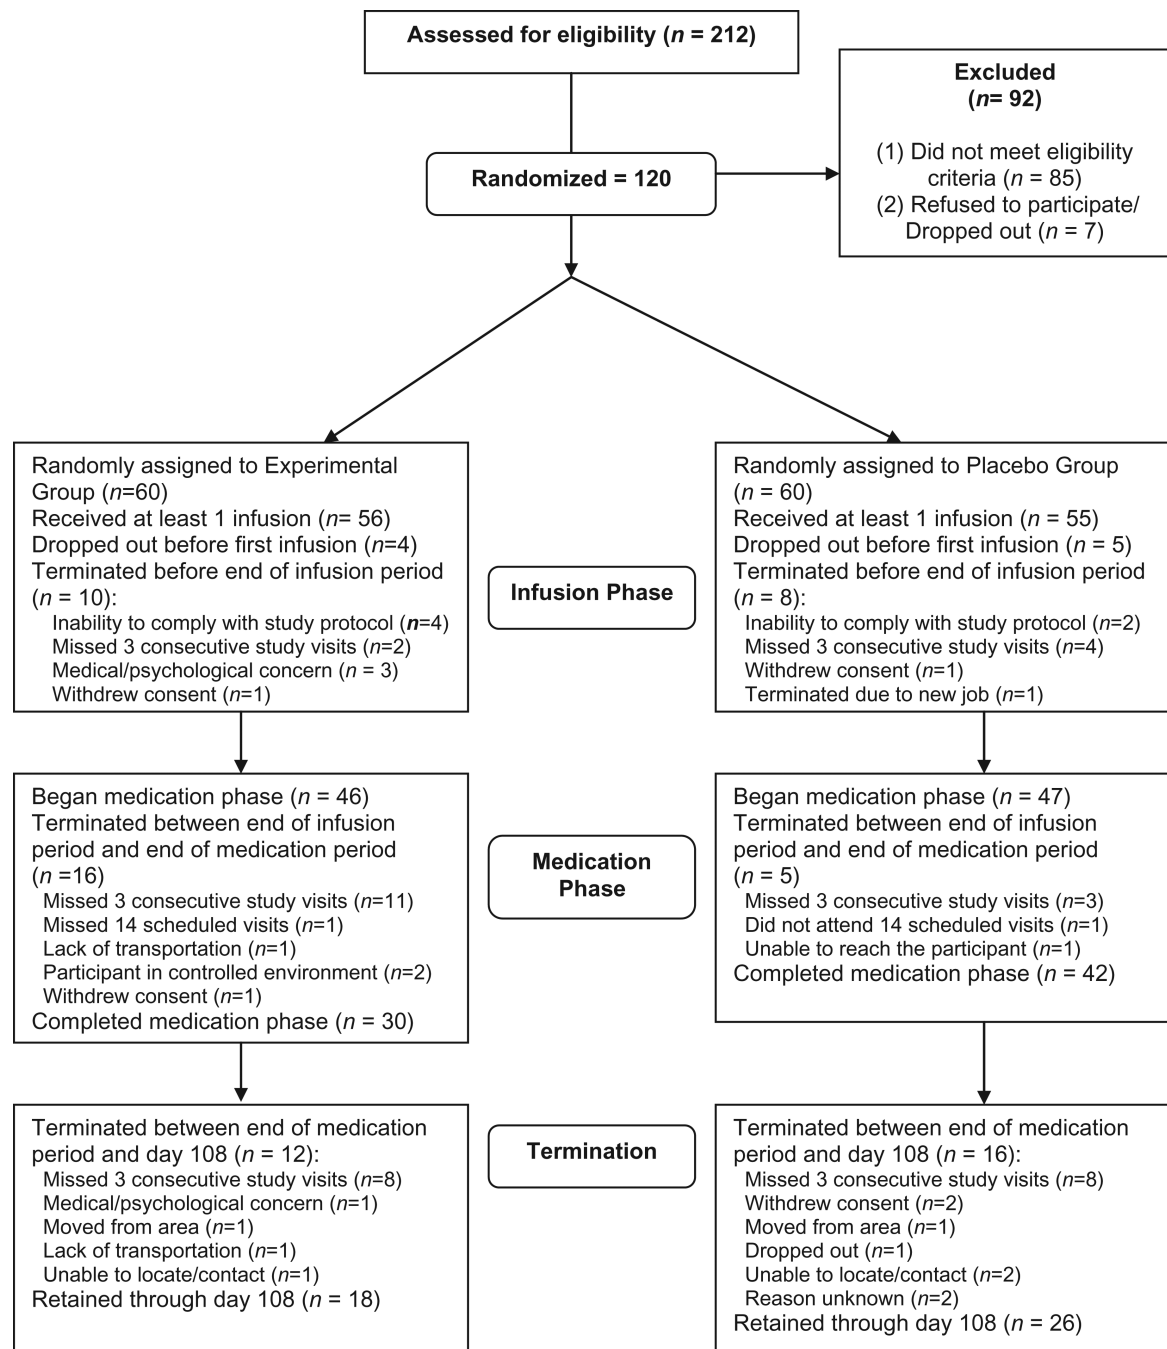 Assessed for eligibility (n = 212)
Excluded
(n= 92)
(1) Did not meet eligibility
criteria (n = 85)
(2) Refused to participate/
Dropped out (n = 7)
Randomized = 120
Randomly assigned to Experimental
Group (n=60)
Received at least 1 infusion (n= 56)
Dropped out before first infusion (n=4)
Terminated before end of infusion period
(n = 10):
Inability to comply with study protocol (n=4)
Missed 3 consecutive study visits (n=2)
Medical/psychological concern (n = 3)
Withdrew consent (n=1)
Infusion Phase
Randomly assigned to Placebo Group
(n = 60)
Received at least 1 infusion (n = 55)
Dropped out before first infusion (n = 5)
Terminated before end of infusion period
(n = 8):
Inability to comply with study protocol (n=2)
Missed 3 consecutive study visits (n=4)
Withdrew consent (n=1)
Terminated due to new job (n=1)
Began medication phase (n = 46)
Terminated between end of infusion
period and end of medication period
(n =16)
Missed 3 consecutive study visits (n=11)
Missed 14 scheduled visits (n=1)
Lack of transportation (n=1)
Participant in controlled environment (n=2)
Withdrew consent (n=1)
Completed medication phase (n = 30)
Medication
Phase
Began medication phase (n = 47)
Terminated between end of infusion
period and end of medication period
(n = 5)
Missed 3 consecutive study visits (n=3)
Did not attend 14 scheduled visits (n=1)
Unable to reach the participant (n=1)
Completed medication phase (n = 42)
Terminated between end of medication
period and day 108 (n = 12):
Missed 3 consecutive study visits (n=8)
Medical/psychological concern (n=1)
Moved from area (n=1)
Lack of transportation (n=1)
Unable to locate/contact (n=1)
Retained through day 108 (n = 18)
Termination
Terminated between end of medication
period and day 108 (n = 16):
Missed 3 consecutive study visits (n=8)
Withdrew consent (n=2)
Moved from area (n=1)
Dropped out (n=1)
Unable to locate/contact (n=2)
Reason unknown (n=2)
Retained through day 108 (n = 26)